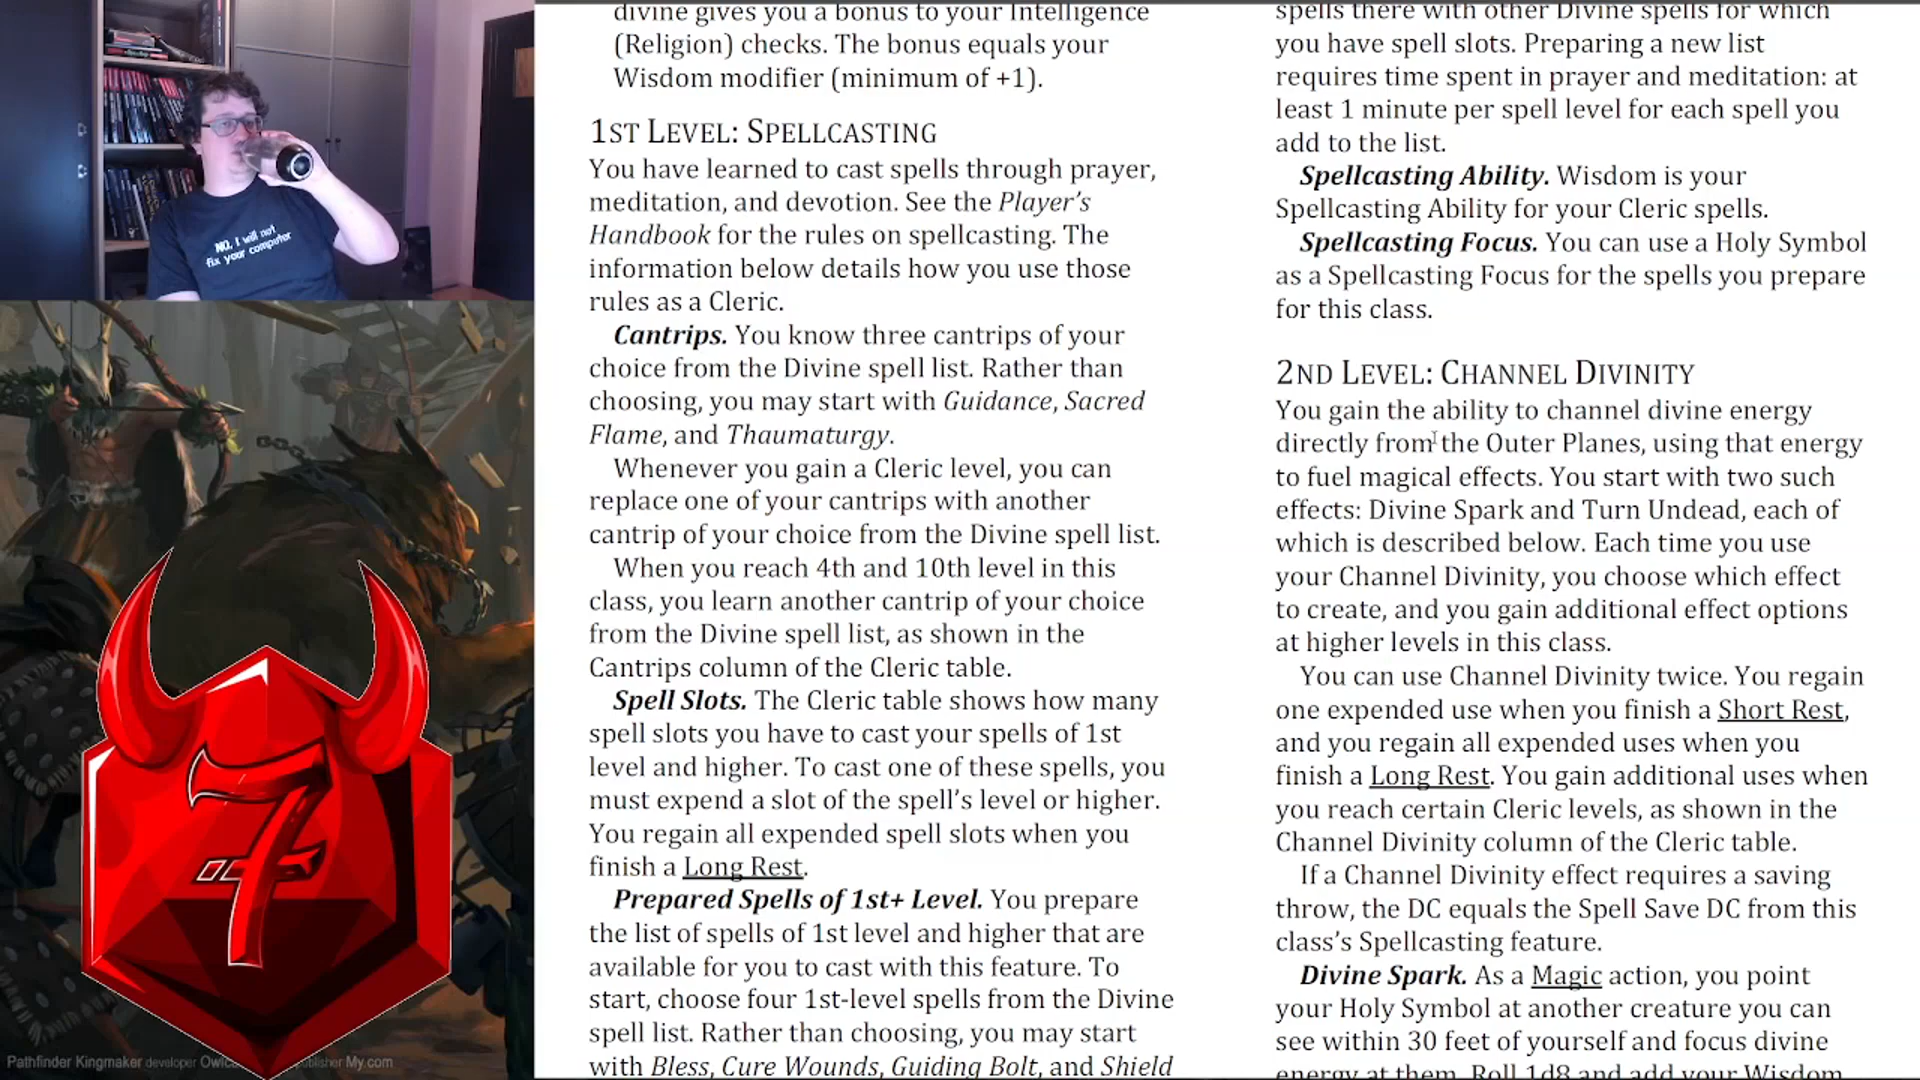 NO, I will not
fix your computer
7
Pathfinder Kingmaker developer Owlc
blisher My.com
divine gives you a bonus to your Intelligence
(Religion) checks. The bonus equals your
Wisdom modifier (minimum of +1).
1ST LEVEL: SPELLCASTING
You have learned to cast spells through prayer,
meditation, and devotion. See the Player’s
Handbook for the rules on spellcasting. The
information below details how you use those
rules as a Cleric.
Cantrips. You know three cantrips of your
choice from the Divine spell list. Rather than
choosing, you may start with Guidance, Sacred
Flame, and Thaumaturgy.
Whenever you gain a Cleric level, you can
replace one of your cantrips with another
cantrip of your choice from the Divine spell list.
When you reach 4th and 10th level in this
class, you learn another cantrip of your choice
from the Divine spell list, as shown in the
Cantrips column of the Cleric table.
Spell Slots. The Cleric table shows how many
spell slots you have to cast your spells of 1st
level and higher. To cast one of these spells, you
must expend a slot of the spell’s level or higher.
You regain all expended spell slots when you
finish a Long Rest.
Prepared Spells of 1st+ Level. You prepare
the list of spells of 1st level and higher that are
available for you to cast with this feature. To
start, choose four 1st-level spells from the Divine
spell list. Rather than choosing, you may start
with Bless, Cure Wounds, Guiding Bolt, and Shield
spells there with other Divine spells for which
you have spell slots. Preparing a new list
requires time spent in prayer and meditation: at
least 1 minute per spell level for each spell you
add to the list.
Spellcasting Ability. Wisdom is your
Spellcasting Ability for your Cleric spells.
Spellcasting Focus. You can use a Holy Symbol
as a Spellcasting Focus for the spells you prepare
for this class.
2ND LEVEL: CHANNEL DIVINITY
You gain the ability to channel divine energy
directly from the Outer Planes, using that energy
to fuel magical effects. You start with two such
effects: Divine Spark and Turn Undead, each of
which is described below. Each time you use
your Channel Divinity, you choose which effect
to create, and you gain additional effect options
at higher levels in this class.
You can use Channel Divinity twice. You regain
one expended use when you finish a Short Rest,
and you regain all expended uses when you
finish a Long Rest. You gain additional uses when
you reach certain Cleric levels, as shown in the
Channel Divinity column of the Cleric table.
If a Channel Divinity effect requires a saving
throw, the DC equals the Spell Save DC from this
class’s Spellcasting feature.
Divine Spark. As a Magic action, you point
your Holy Symbol at another creature you can
see within 30 feet of yourself and focus divine
energy at them. Roll 1d8 and add your Wisdom